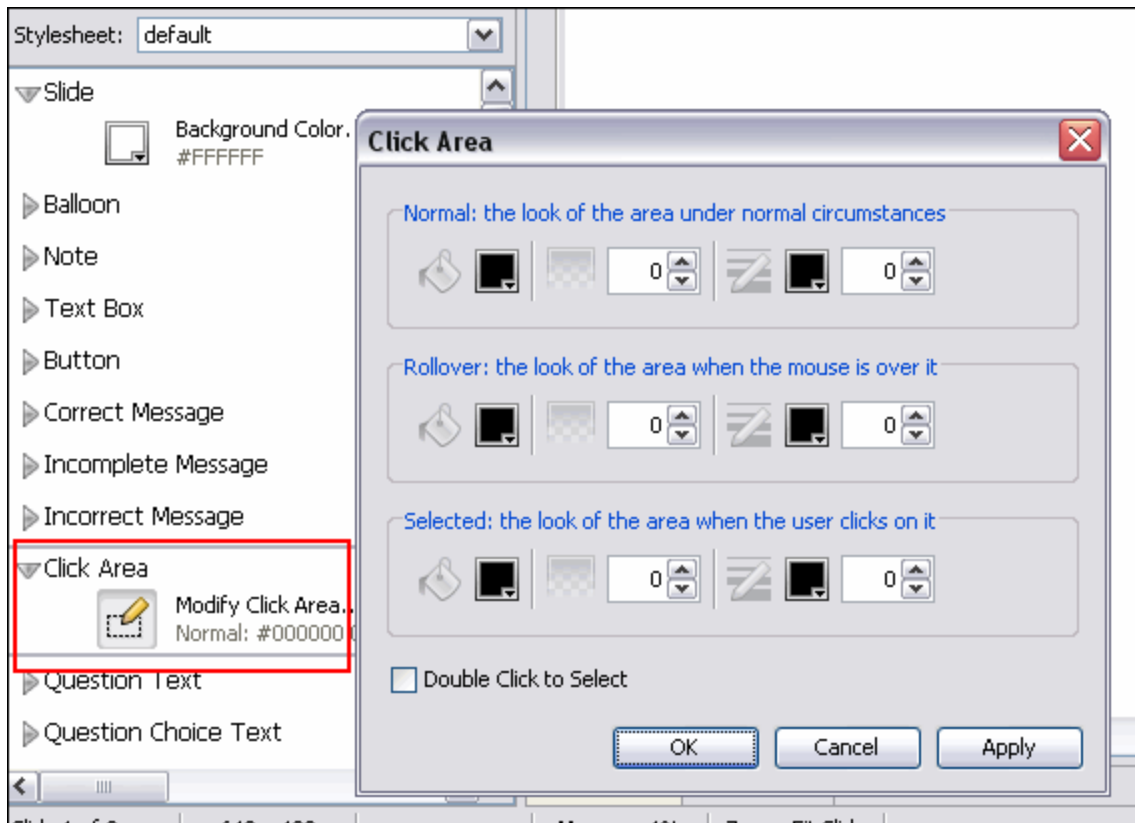 Stylesheet: default
Slide
Background Color.
#FFFFFF
Balloon
Note
Text Box
Button
Correct Message
Incomplete Message
Incorrect Message
Click Area
Modify Click Area..
Normal: #000000
Question Text
Question Choice Text
Click Area
Normal: the look of the area under normal circumstances
0 0
Rollover: the look of the area when the mouse is over it
0 0
Selected: the look of the area when the user clicks on it
0 0
Double Click to Select
OK Cancel Apply